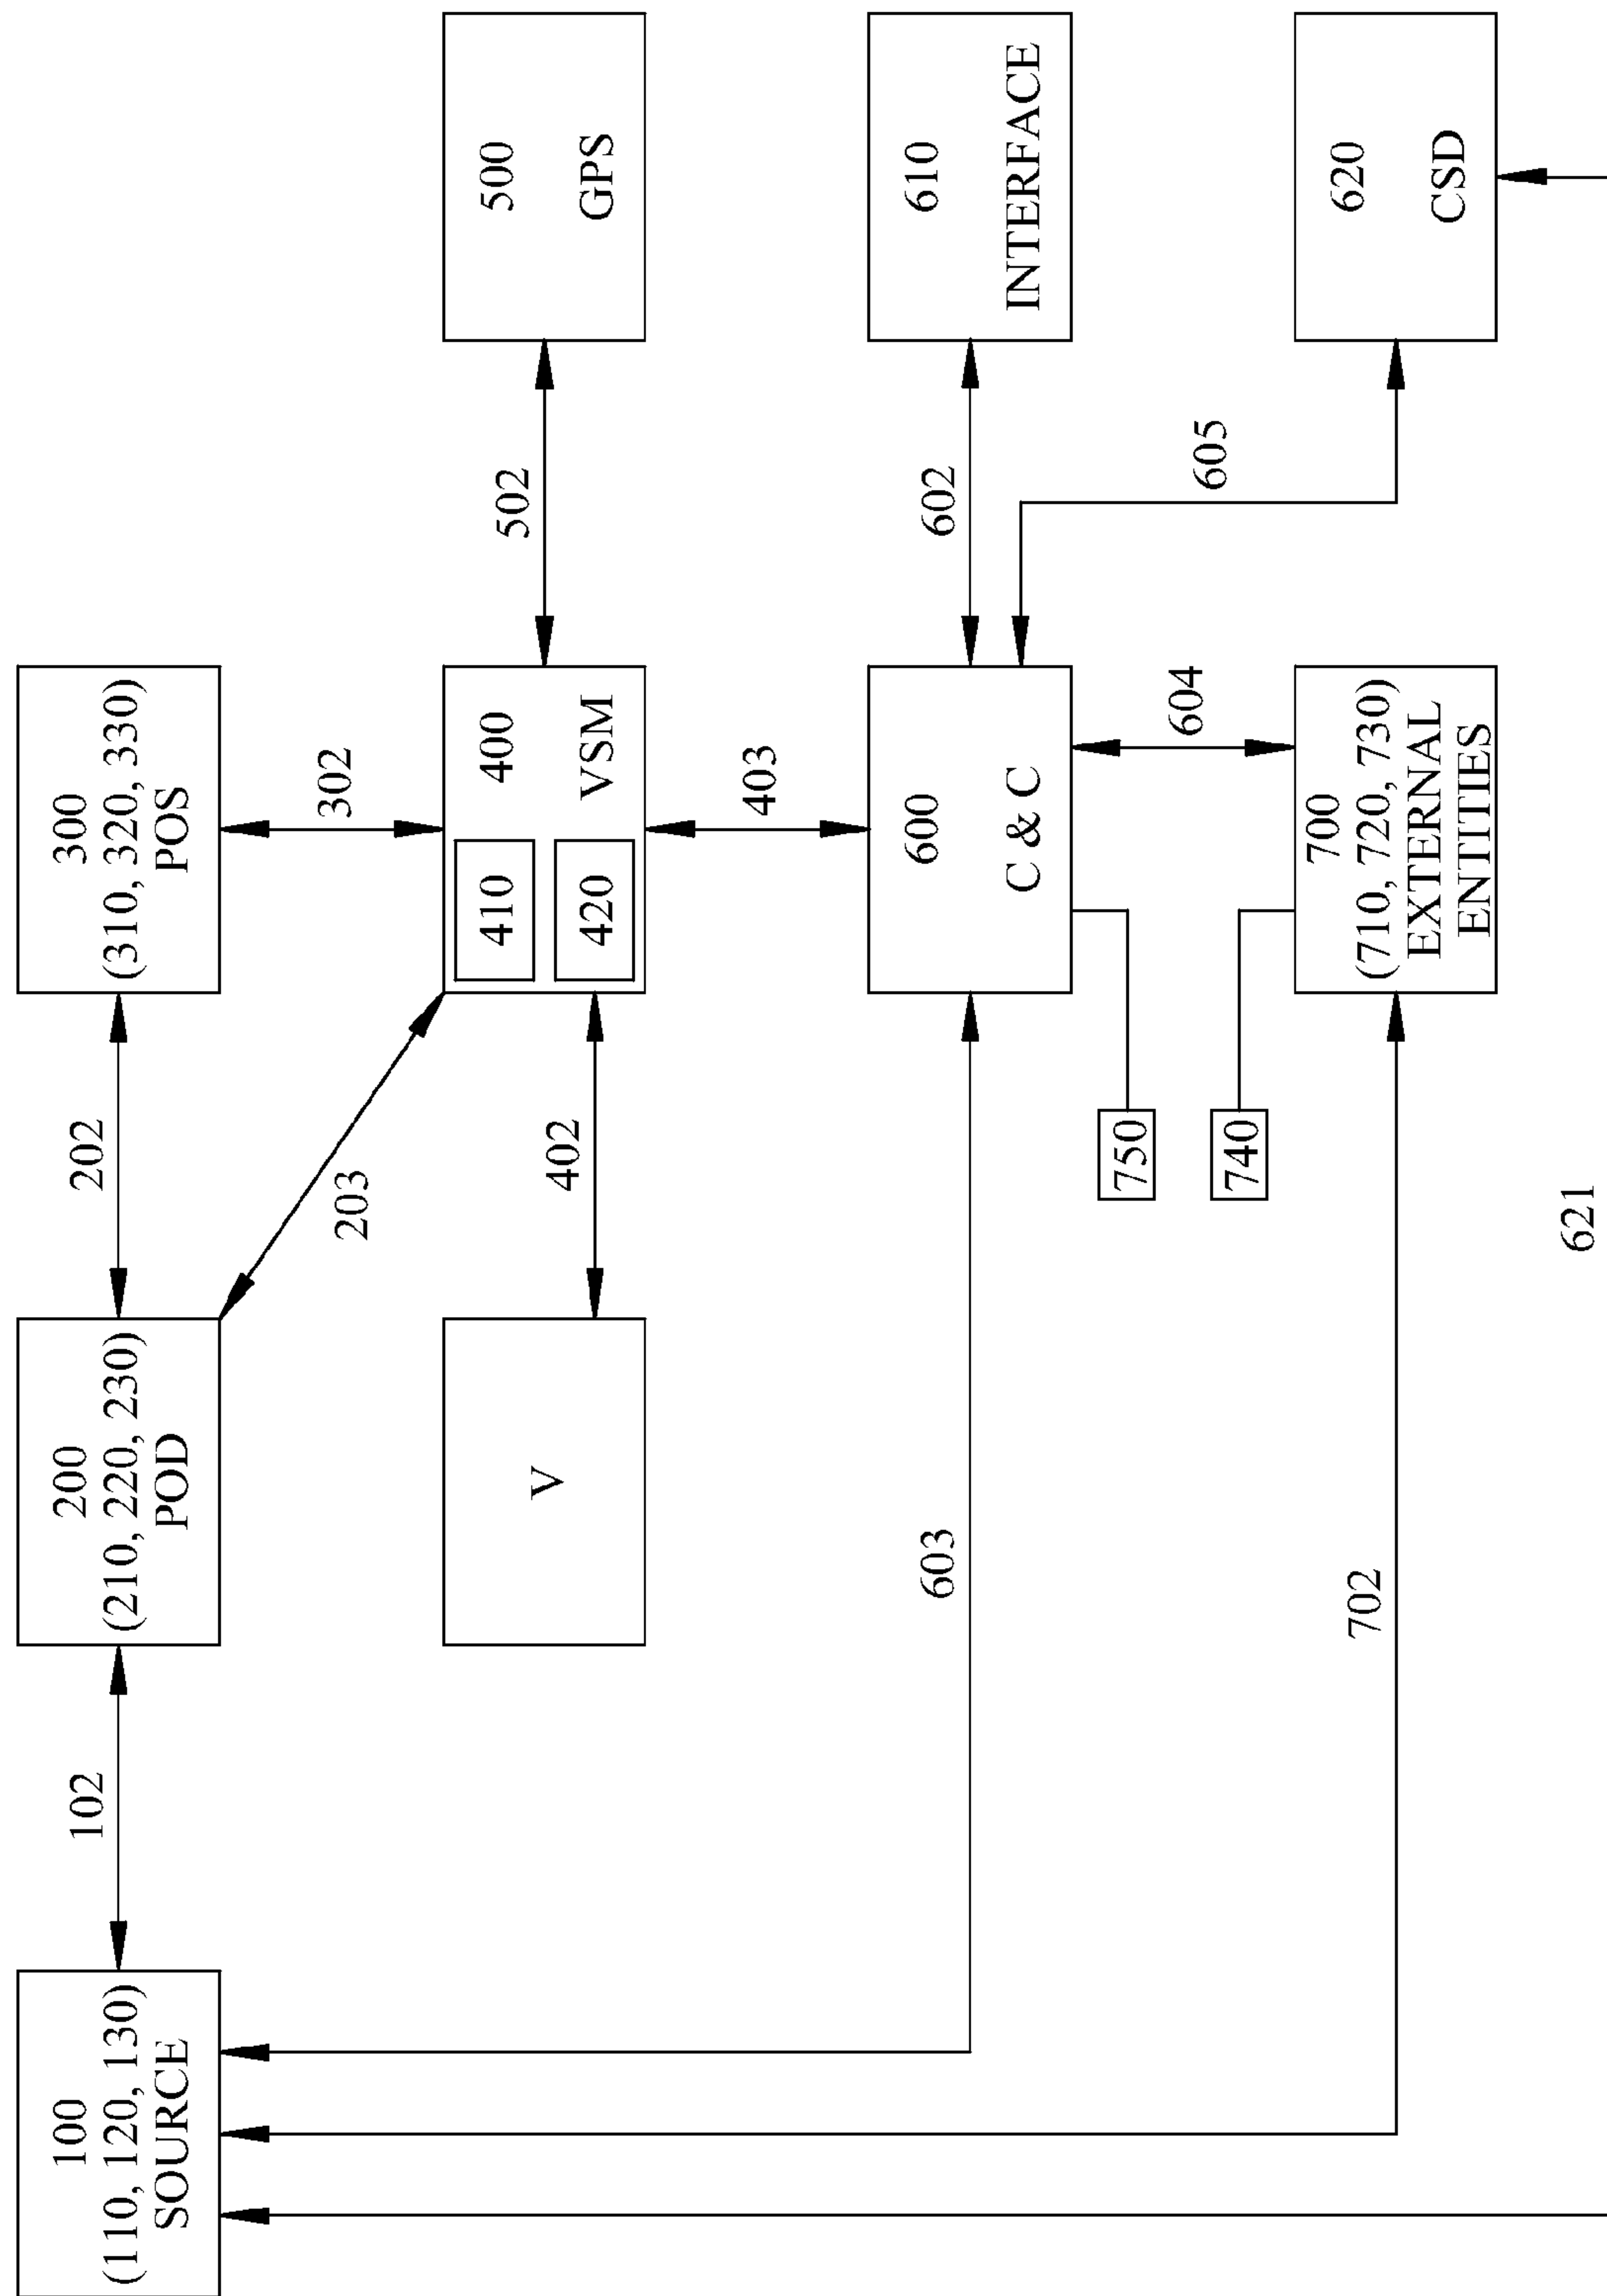 100
(110, 120, 130)
SOURCE
102
200
(210, 220, 230)
POD
202
300
(310, 320, 330)
POS
203
302
V
402
410
420
400
VSM
502
500
GPS
403
603
600
C & C
602
610
INTERFACE
750
740
604
605
702
700
(710, 720, 730)
EXTERNAL
ENTITIES
620
CSD
621